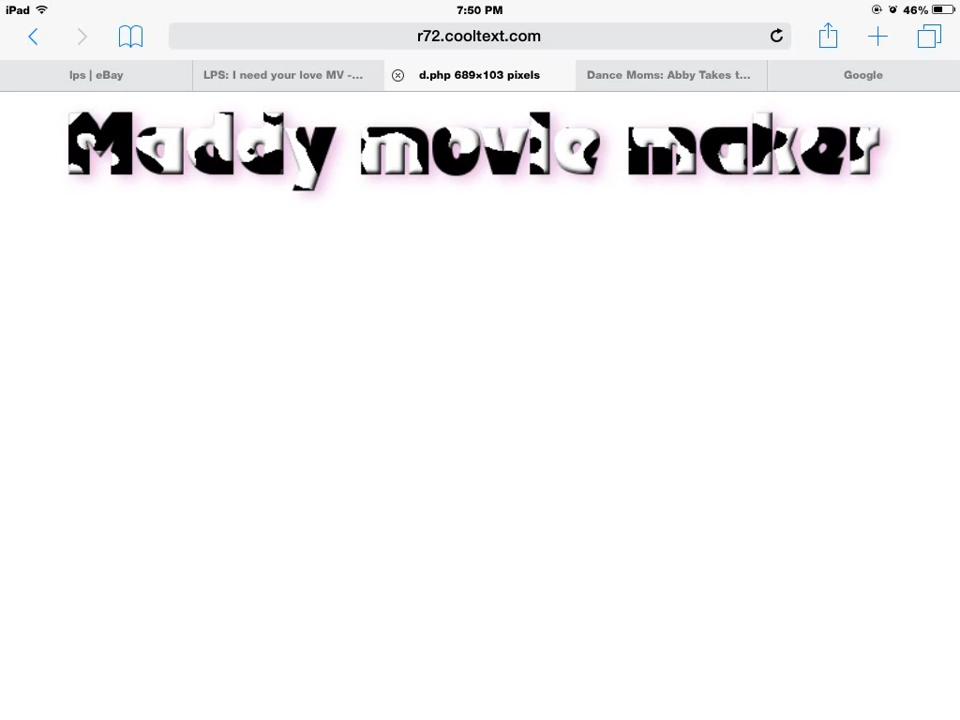 iPad 7:50 PM 46%
r72.cooltext.com
lps | eBay LPS: I need your love MV -... d.php 689×103 pixels Dance Moms: Abby Takes t... Google
Maddy movie maker